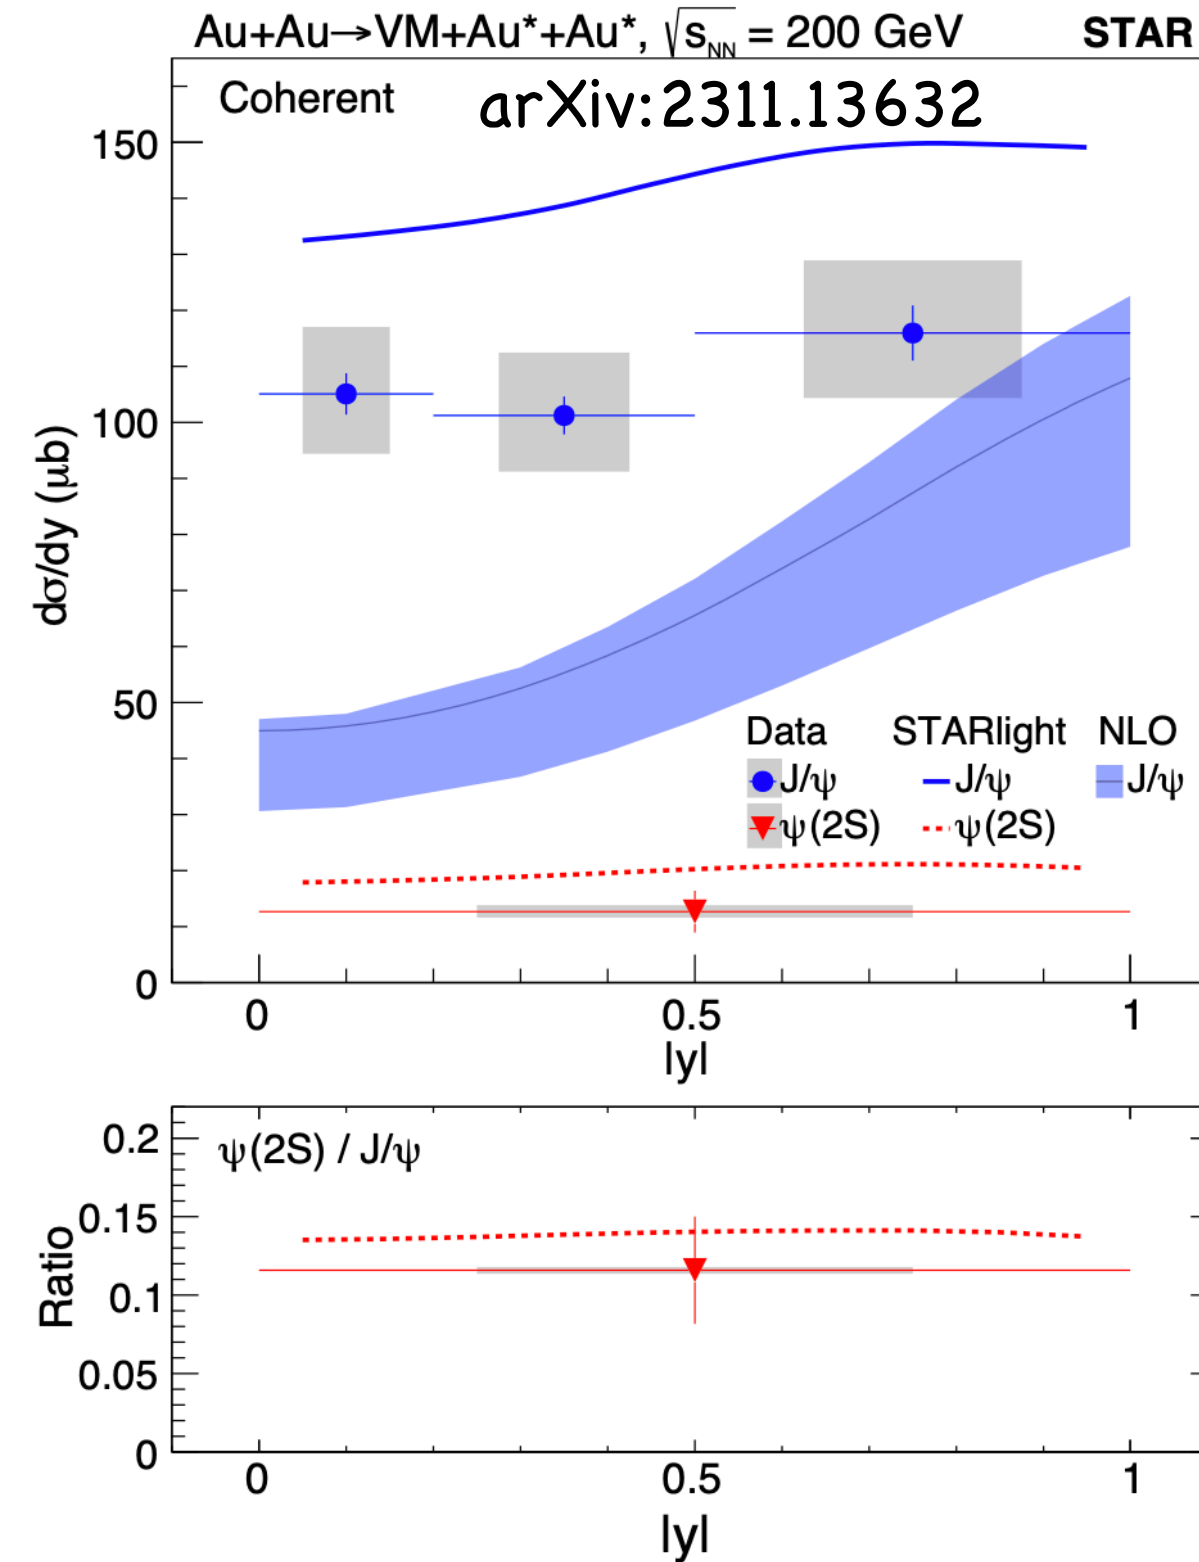 Au+Au→VM+Au*+Au*, √s_NN = 200 GeV STAR
Coherent arXiv:2311.13632
150
100
50
0
dσ/dy (μb)
Data STARlight NLO
J/ψ J/ψ J/ψ
ψ(2S) ψ(2S)
0 0.5 1
|y|
ψ(2S) / J/ψ
0.2
0.15
0.1
0.05
0
Ratio
0 0.5 1
|y|